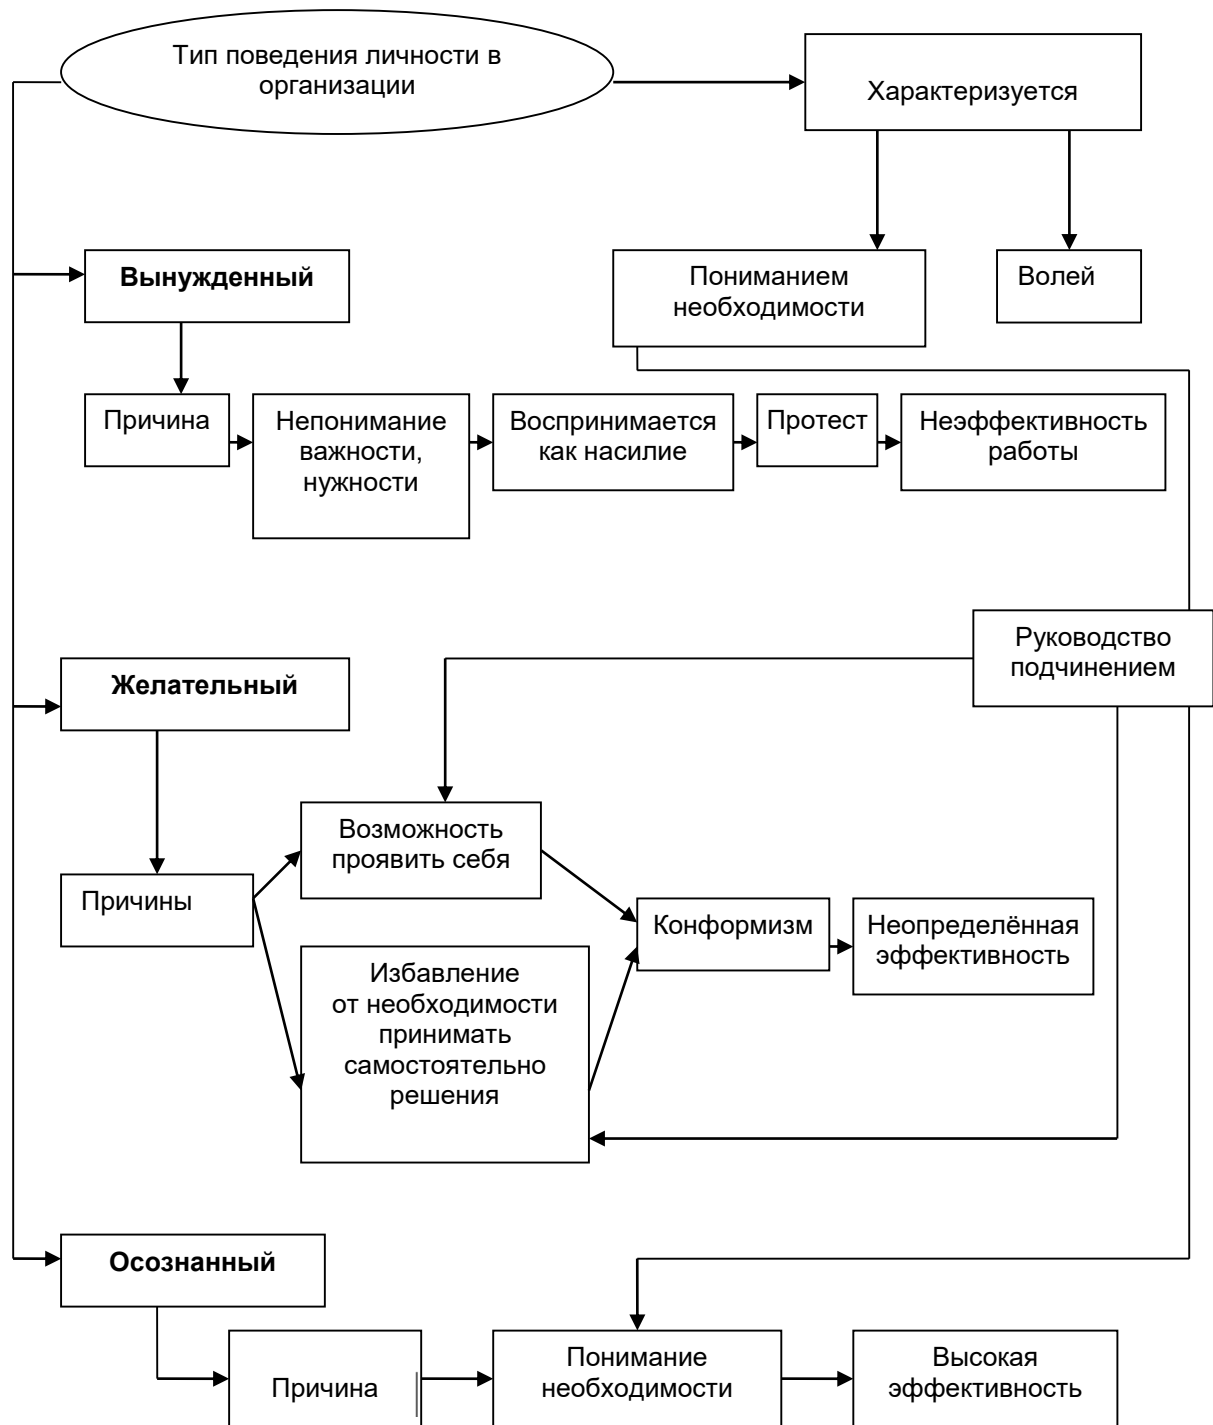 Тип поведения личности в
организации
Характеризуется
Вынужденный
Пониманием
необходимости
Волей
Причина
Непонимание
важности,
нужности
Воспринимается
как насилие
Протест
Неэффективность
работы
Руководство
подчинением
Желательный
Возможность
проявить себя
Причины
Конформизм
Неопределённая
эффективность
Избавление
от необходимости
принимать
самостоятельно
решения
Осознанный
Причина
Понимание
необходимости
Высокая
эффективность